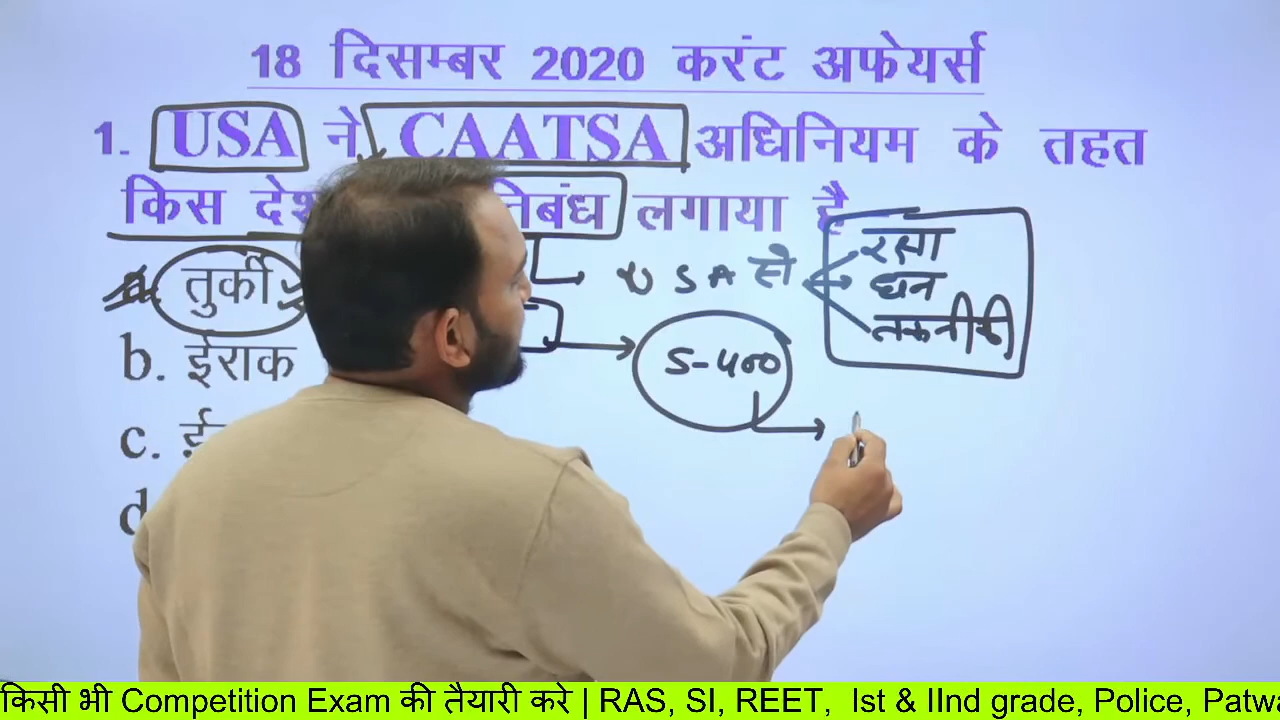 18 दिसम्बर 2020 करंट अफेयर्स
1. USA ने CAATSA अधिनियम के तहत
किस देश निबंध लगाया है
a. तुर्की
USA से
रक्षा
धन
तकनीकी
b. ईराक
S-400
c. ई
d
किसी भी Competition Exam की तैयारी करे | RAS, SI, REET, Ist & IInd grade, Police, Patwa